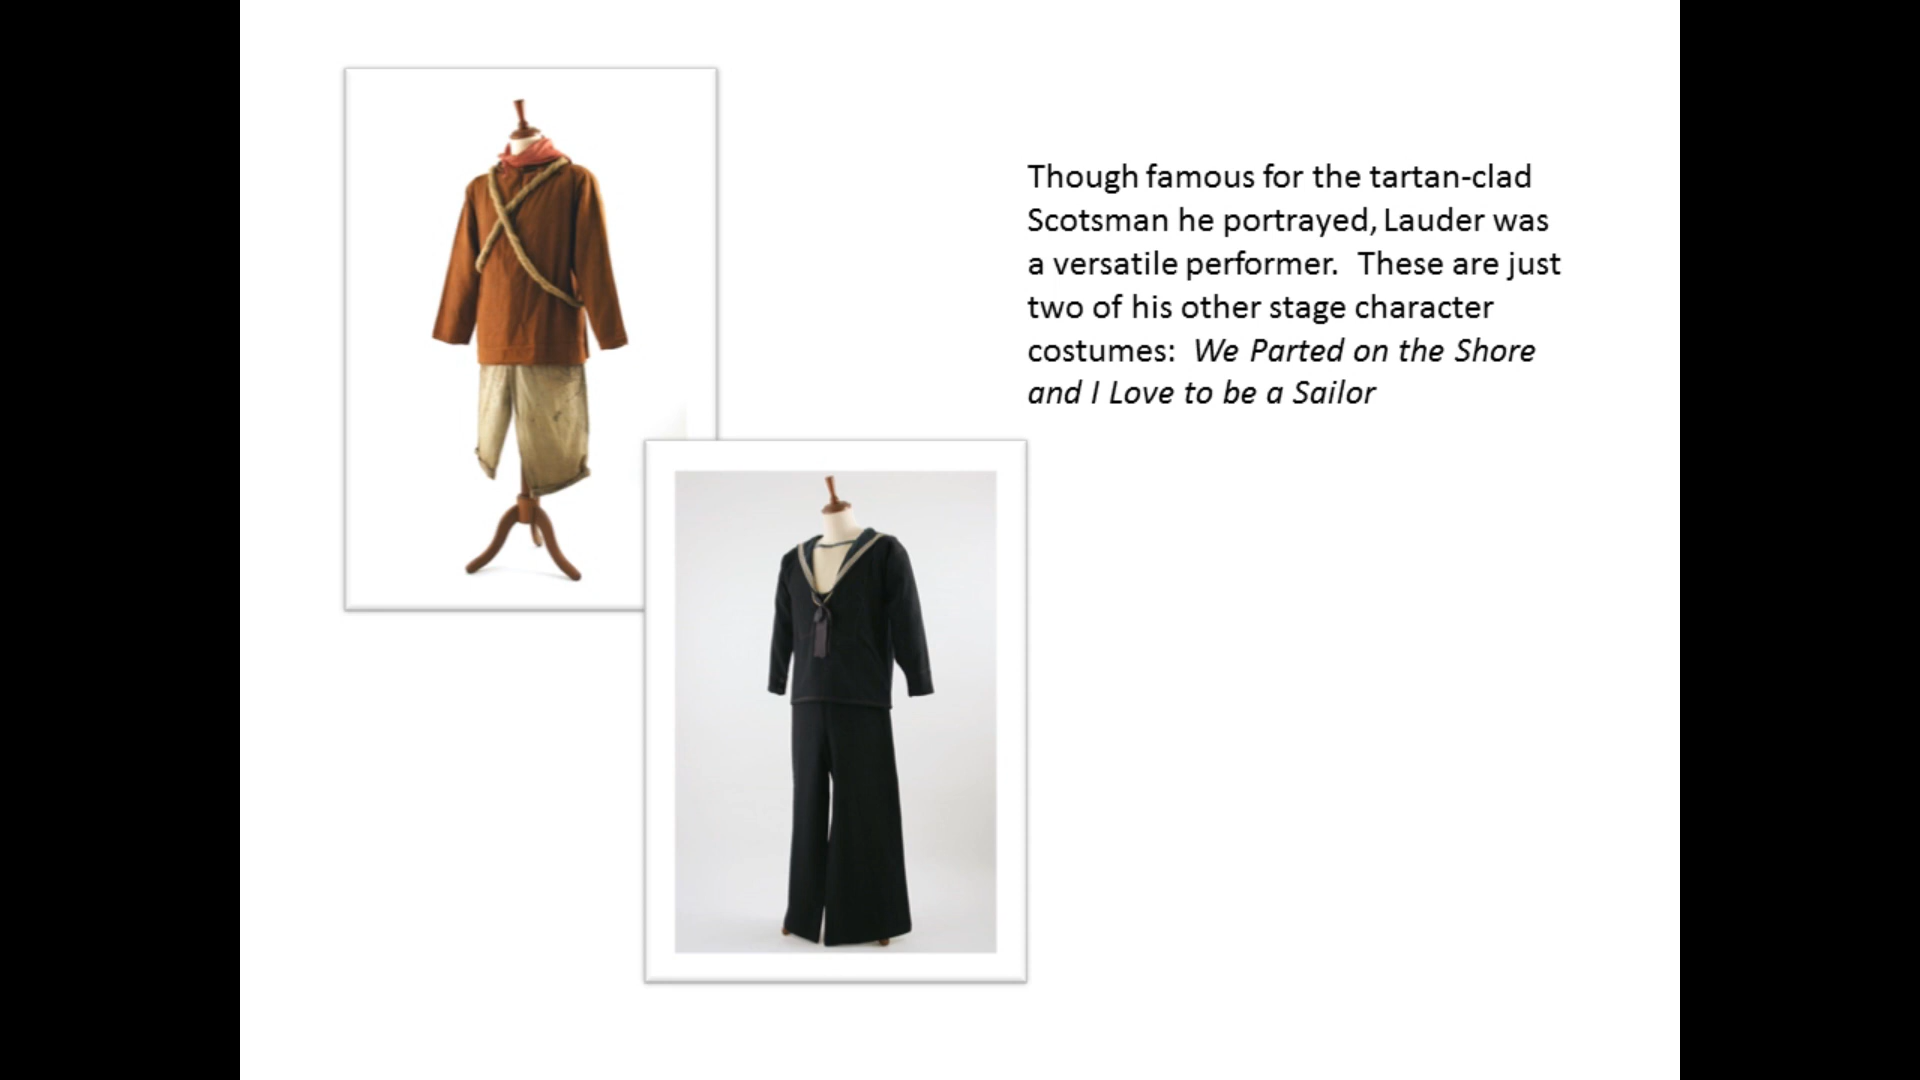 Though famous for the tartan-clad
Scotsman he portrayed, Lauder was
a versatile performer.  These are just
two of his other stage character
costumes:  We Parted on the Shore
and I Love to be a Sailor